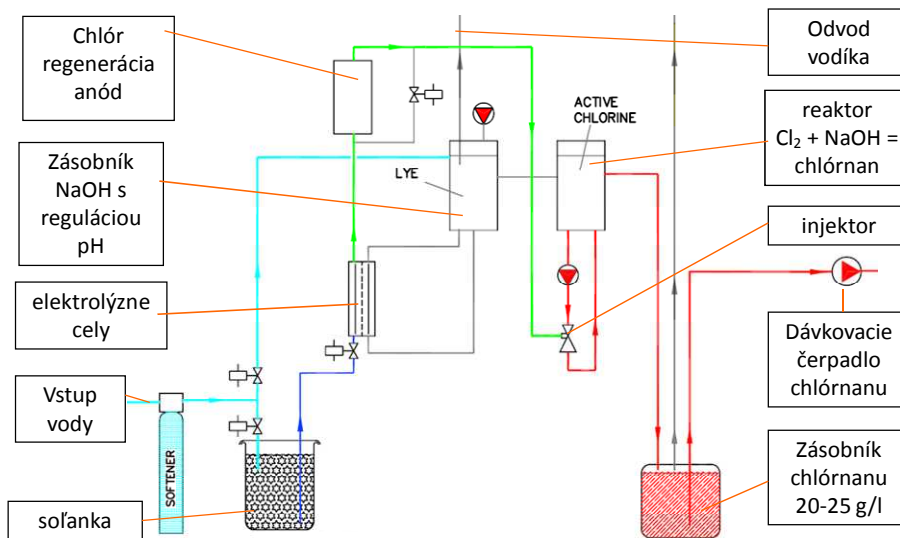 Chlór
regenerácia
anód
Zásobník
NaOH s
reguláciou
pH
elektrolýzne
cely
Vstup
vody
soľanka
SOFTENER
LYE
ACTIVE
CHLORINE
Odvod
vodíka
reaktor
Cl₂ + NaOH =
chlórnan
injektor
Dávkovacie
čerpadlo
chlórnanu
Zásobník
chlórnanu
20-25 g/l